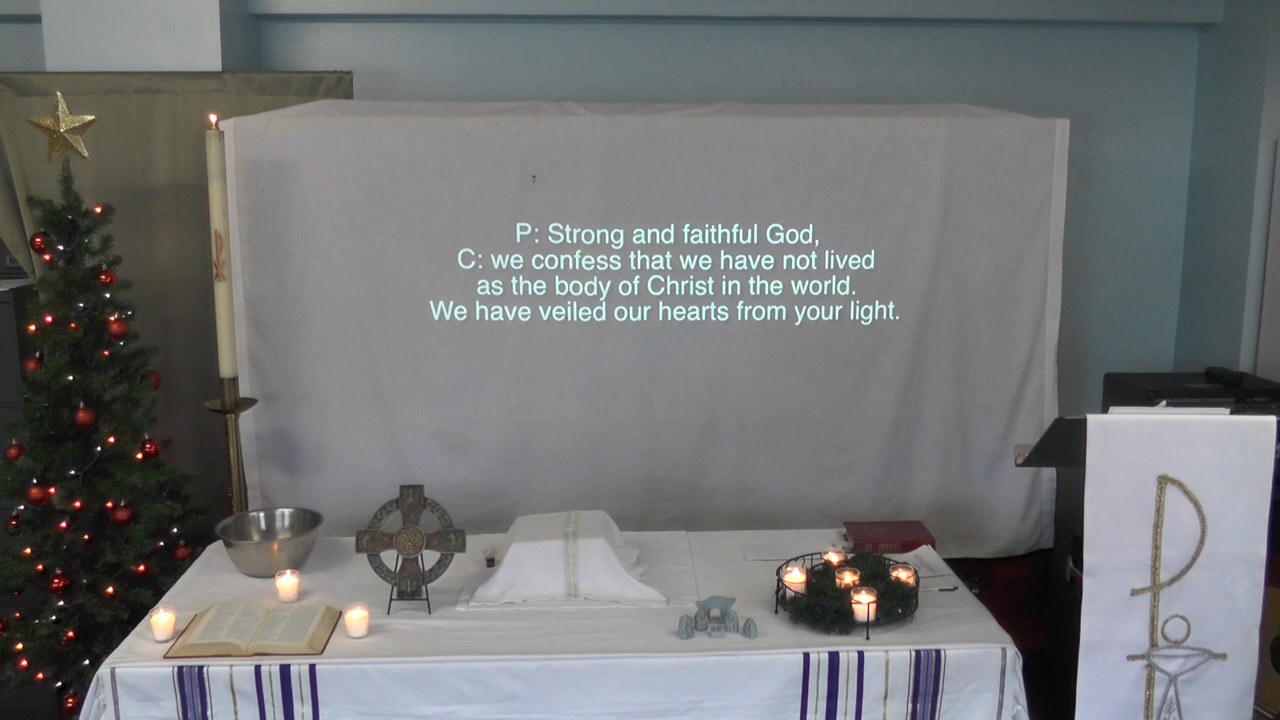 P: Strong and faithful God,
C: we confess that we have not lived
as the body of Christ in the world.
We have veiled our hearts from your light.